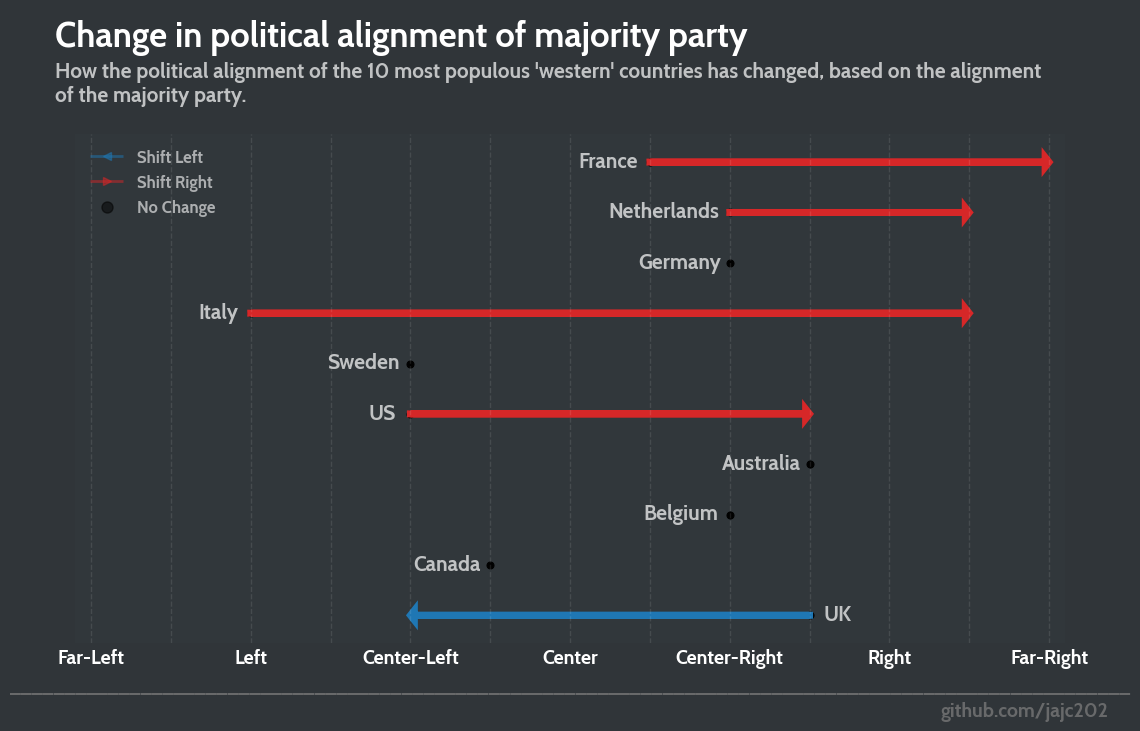 Change in political alignment of majority party
How the political alignment of the 10 most populous 'western' countries has changed, based on the alignment
of the majority party.
Shift Left
Shift Right
No Change
France
Netherlands
Germany
Italy
Sweden
US
Australia
Belgium
Canada
UK
Far-Left
Left
Center-Left
Center
Center-Right
Right
Far-Right
github.com/jajc202